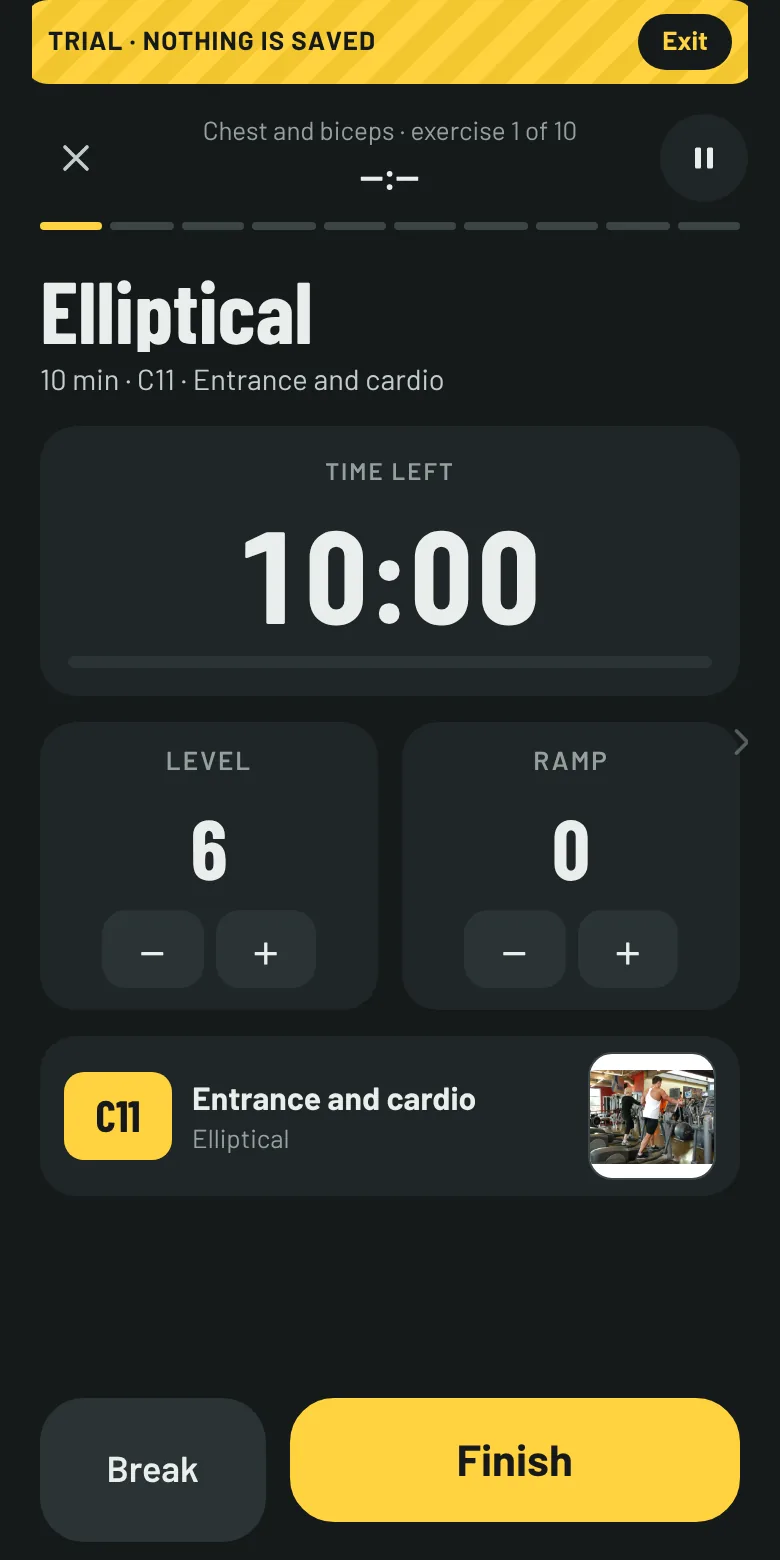 TRIAL · NOTHING IS SAVED
Exit
Chest and biceps · exercise 1 of 10
–:–
Elliptical
10 min · C11 · Entrance and cardio
TIME LEFT
10:00
LEVEL
RAMP
6
0
− +
− +
C11
Entrance and cardio
Elliptical
Break
Finish